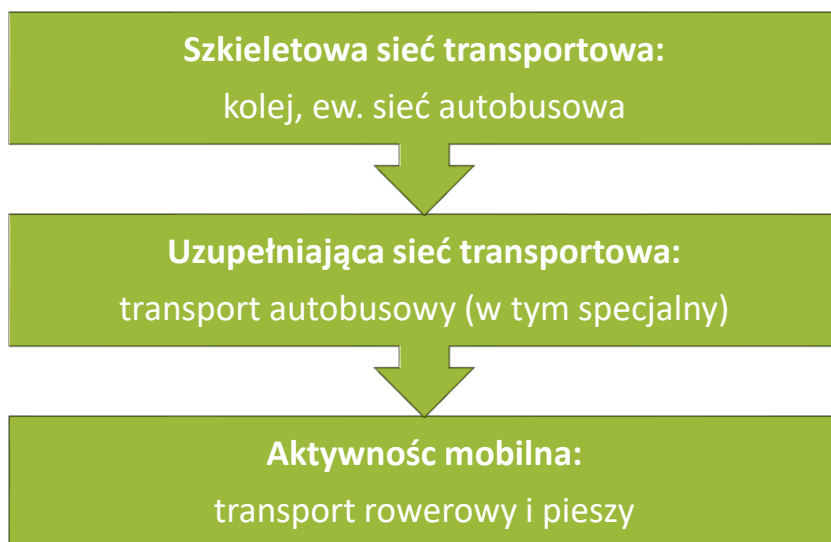 Szkieletowa sieć transportowa:
kolej, ew. sieć autobusowa
Uzupełniająca sieć transportowa:
transport autobusowy (w tym specjalny)
Aktywnośc mobilna:
transport rowerowy i pieszy